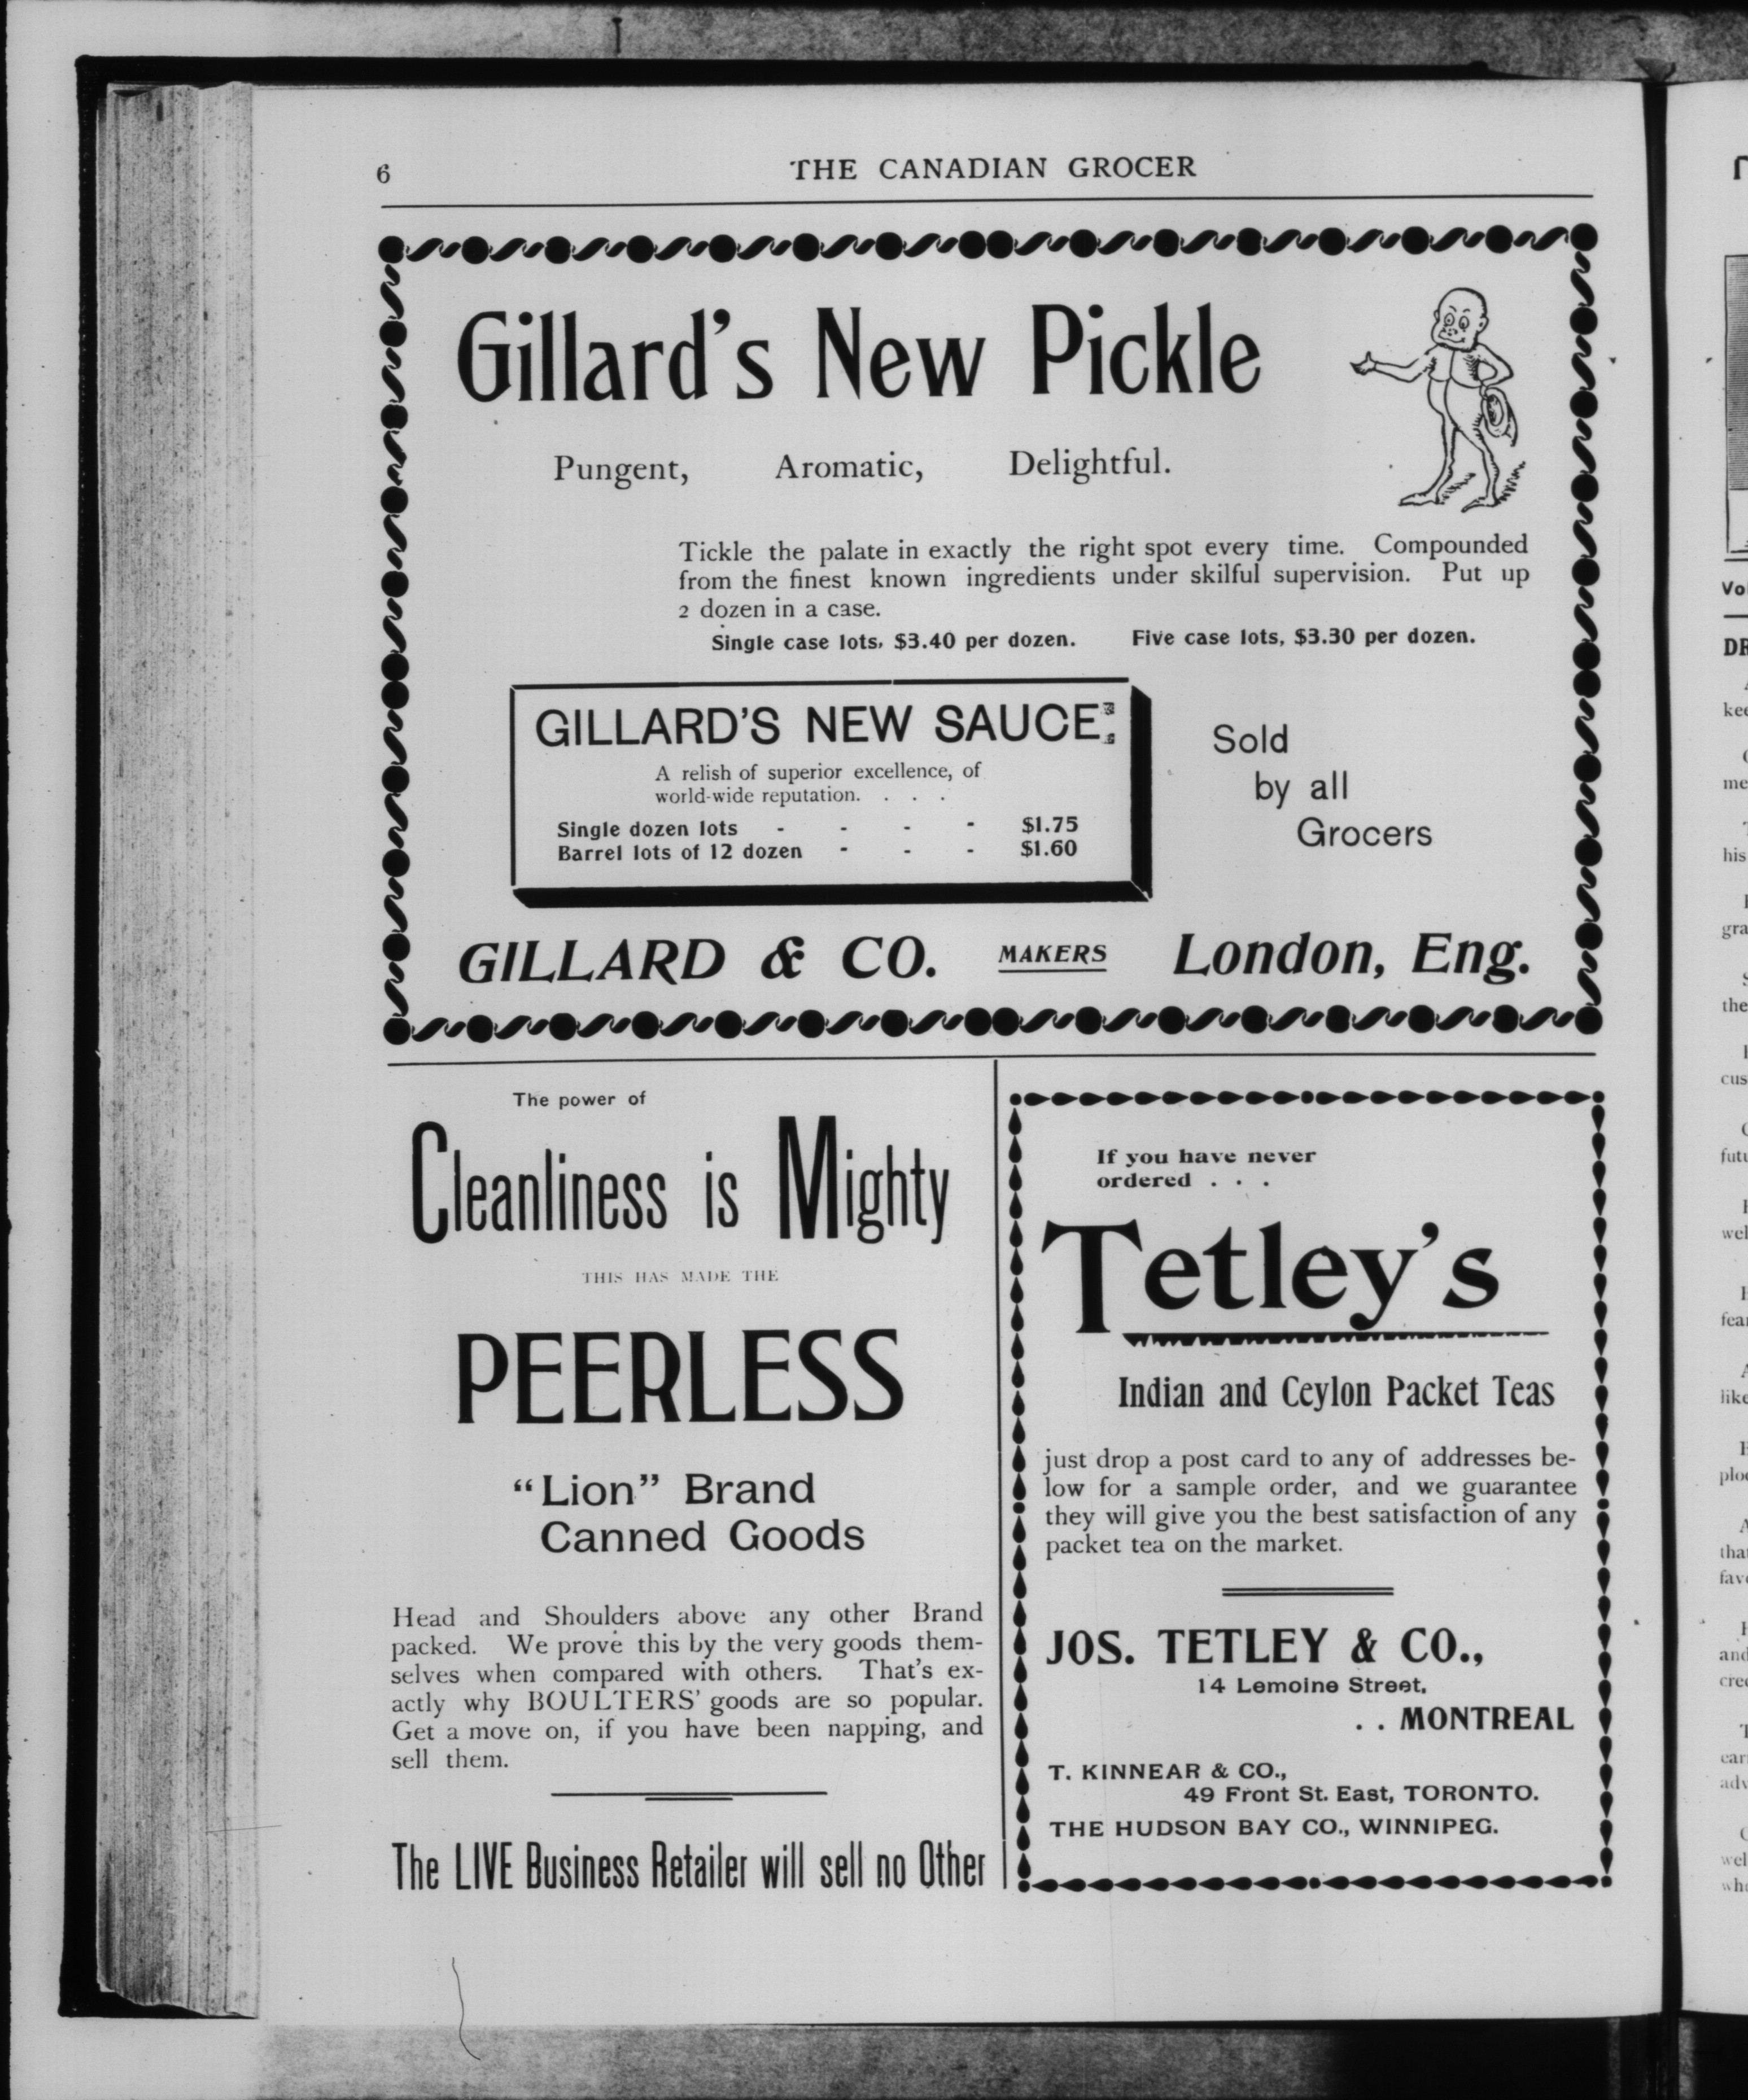 6
THE CANADIAN GROCER
Gillard's New Pickle
Pungent, Aromatic, Delightful.
Tickle the palate in exactly the right spot every time. Compounded
from the finest known ingredients under skilful supervision. Put up
2 dozen in a case.
Single case lots, $3.40 per dozen. Five case lots, $3.30 per dozen.
GILLARD'S NEW SAUCE
A relish of superior excellence, of
world-wide reputation. . . .
Single dozen lots - - - - $1.75
Barrel lots of 12 dozen - - - $1.60
Sold
by all
Grocers
GILLARD & CO. MAKERS London, Eng.
The power of
Cleanliness is Mighty
THIS HAS MADE THE
PEERLESS
"Lion" Brand
Canned Goods
Head and Shoulders above any other Brand
packed. We prove this by the very goods them-
selves when compared with others. That's ex-
actly why BOULTERS' goods are so popular.
Get a move on, if you have been napping, and
sell them.
The LIVE Business Retailer will sell no Other
If you have never
ordered . . .
Tetley's
Indian and Ceylon Packet Teas
just drop a post card to any of addresses be-
low for a sample order, and we guarantee
they will give you the best satisfaction of any
packet tea on the market.
JOS. TETLEY & CO.,
14 Lemoine Street,
. . MONTREAL
T. KINNEAR & CO.,
49 Front St. East, TORONTO.
THE HUDSON BAY CO., WINNIPEG.